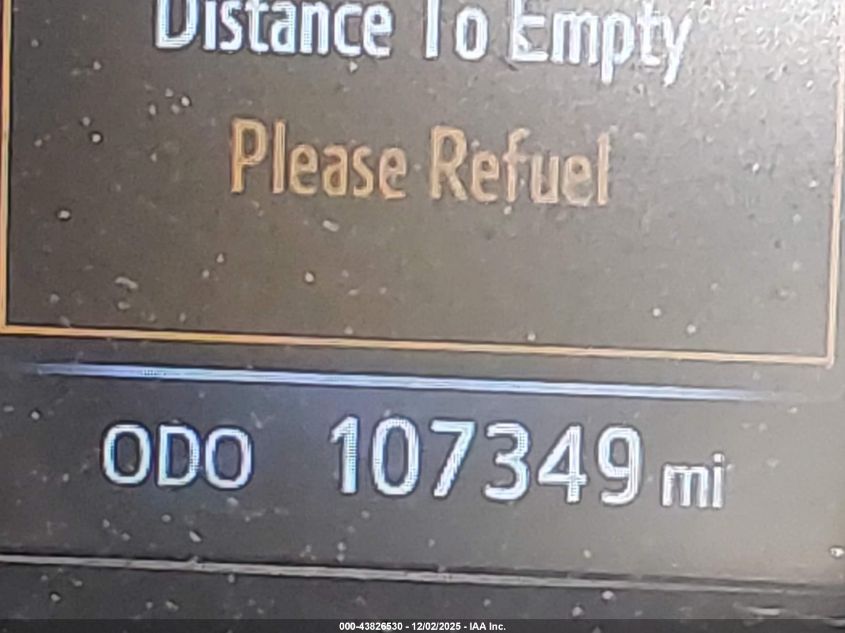 Distance To Empty
Please Refuel
ODO 107349 mi
000-43826530 - 12/02/2025 - IAA Inc.